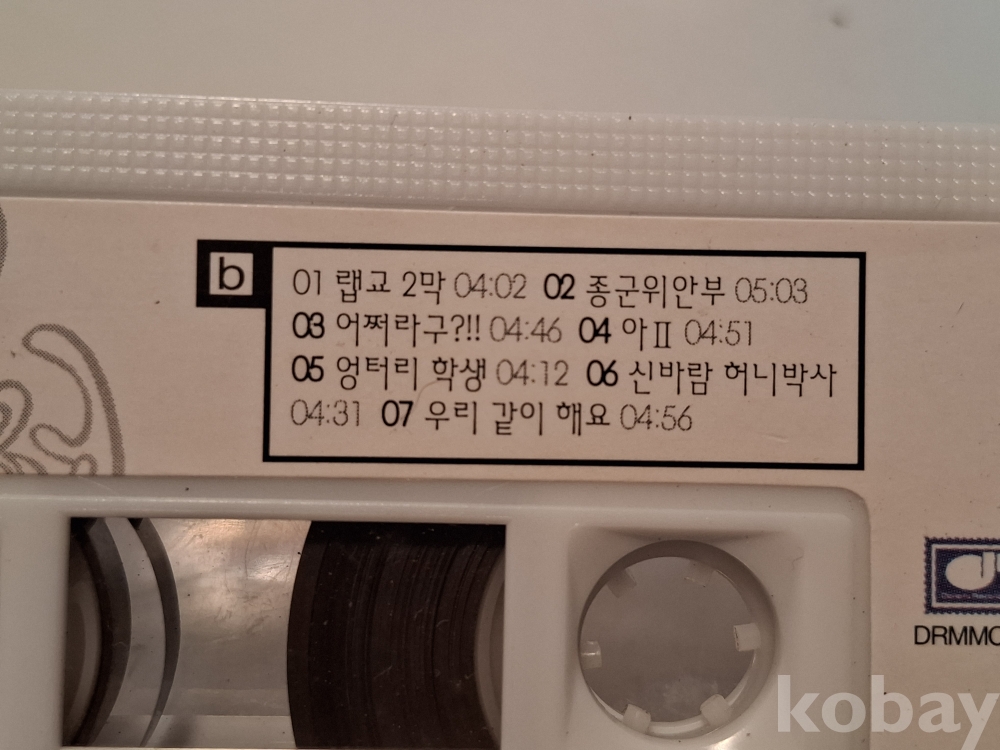 b
01 랩교 2막 04:02 02 종군위안부 05:03
03 어쩌라구?!! 04:46 04 아Ⅱ 04:51
05 엉터리 학생 04:12 06 신바람 허니박사
04:31 07 우리 같이 해요 04:56
DRMMC
kobay